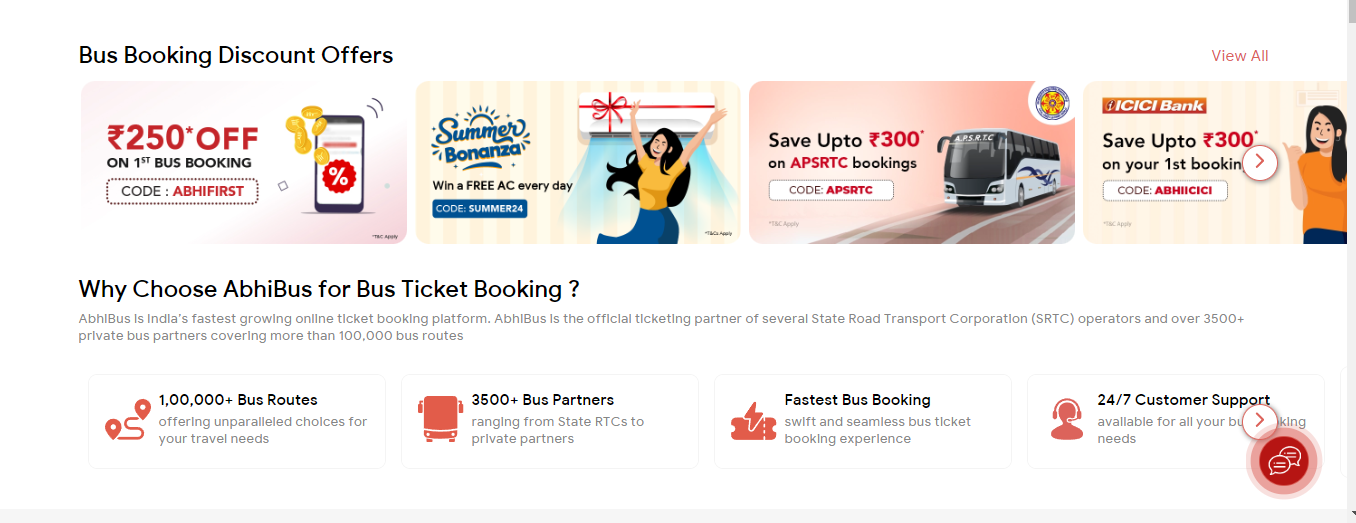 Bus Booking Discount Offers
View All
₹250*OFF
ON 1ST BUS BOOKING
CODE : ABHIFIRST
*T&C Apply
Summer
Bonanza
Win a FREE AC every day
CODE: SUMMER24
*T&Cs Apply
Save Upto ₹300*
on APSRTC bookings
CODE: APSRTC
*T&C Apply
A.P.S.R.T.C
ICICI Bank
Save Upto ₹300*
on your 1st bookin
CODE: ABHIICICI
*T&C Apply
Why Choose AbhiBus for Bus Ticket Booking ?
AbhiBus is India's fastest growing online ticket booking platform. AbhiBus is the official ticketing partner of several State Road Transport Corporation (SRTC) operators and over 3500+
private bus partners covering more than 100,000 bus routes
1,00,000+ Bus Routes
offering unparalleled choices for
your travel needs
3500+ Bus Partners
ranging from State RTCs to
private partners
Fastest Bus Booking
swift and seamless bus ticket
booking experience
24/7 Customer Support
available for all your bu king
needs